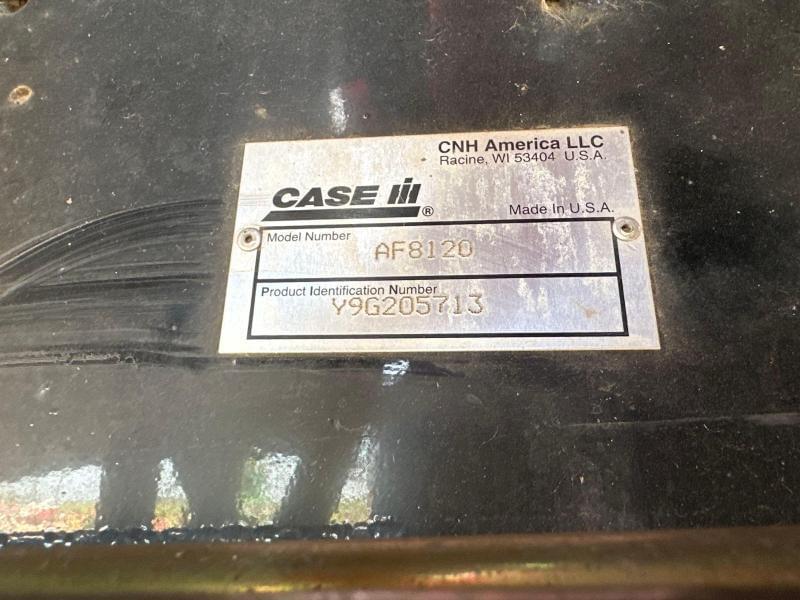 CNH America LLC
Racine, WI 53404 U.S.A.
CASE IH ®
Made In U.S.A.
Model Number
AF8120
Product Identification Number
Y9G205713